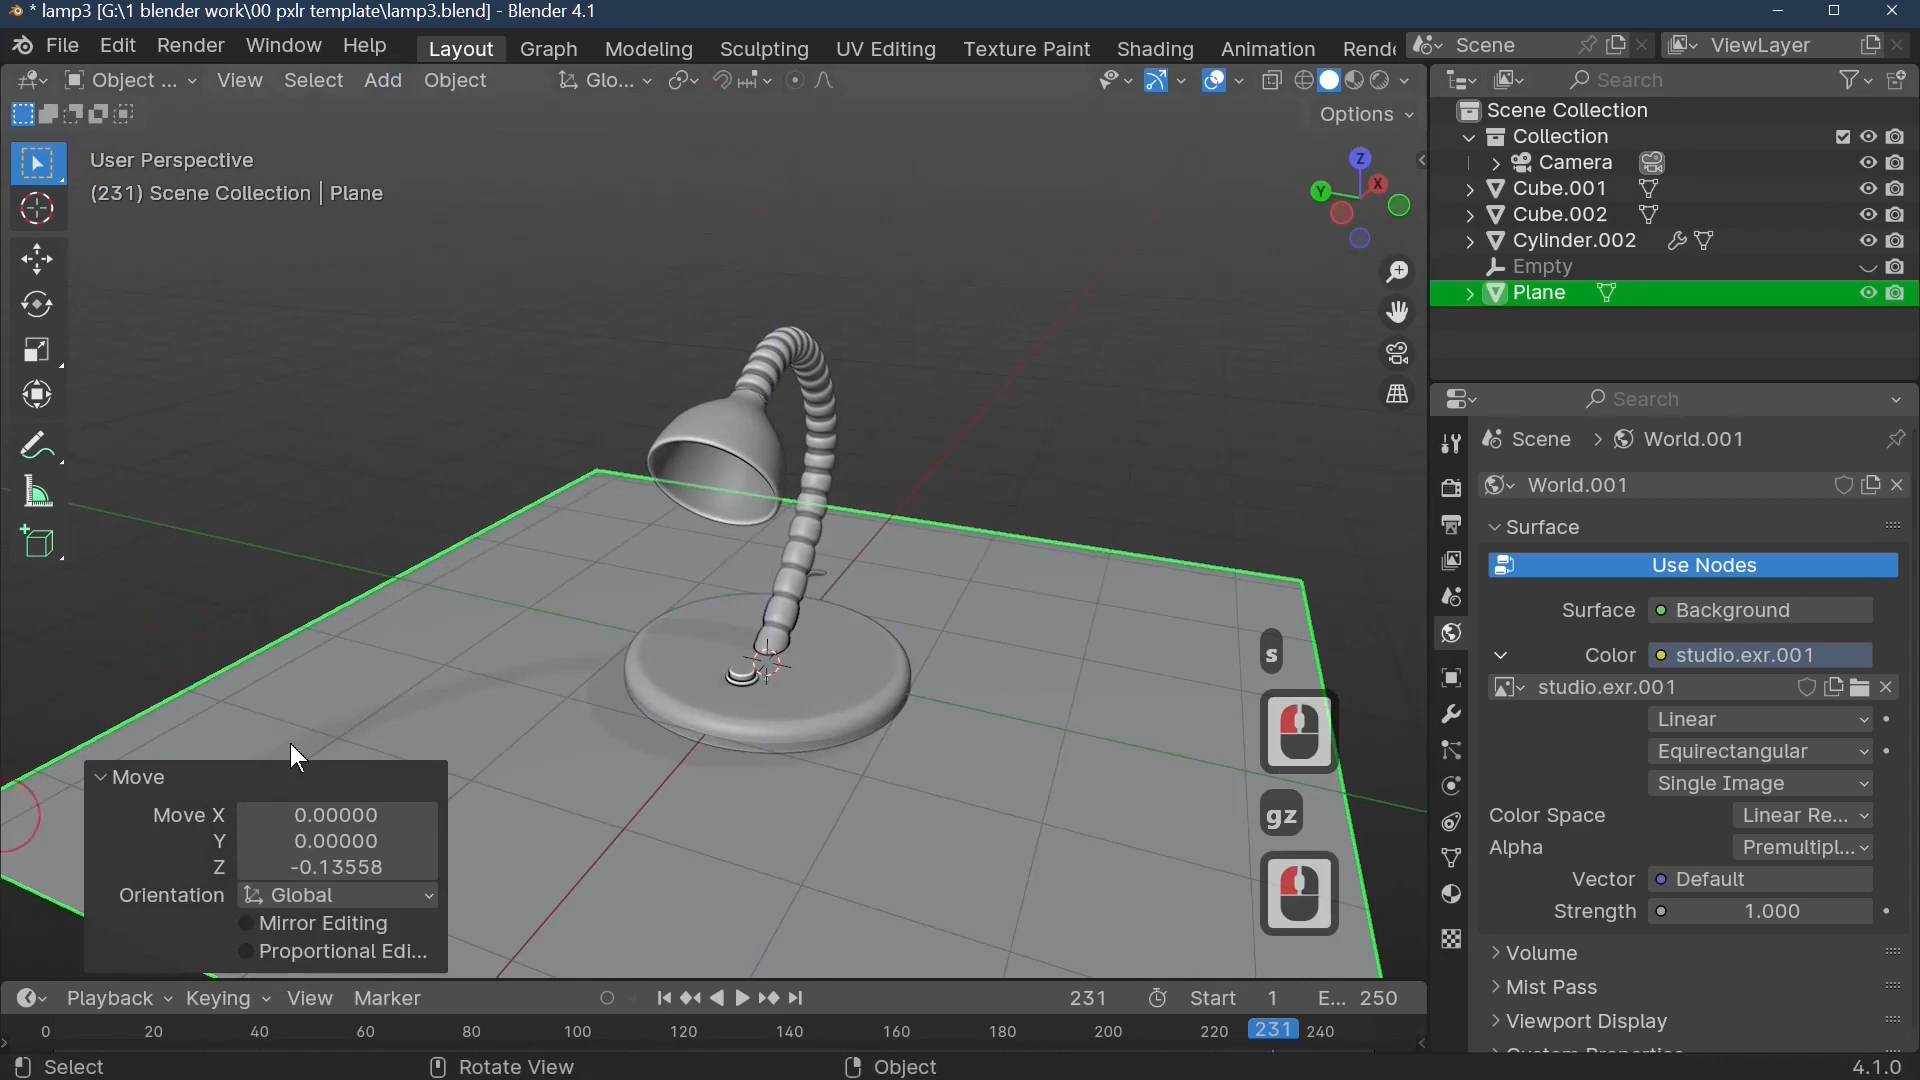 * lamp3 [G:\1 blender work\00 pxlr template\lamp3.blend] - Blender 4.1
File Edit Render Window Help Layout Graph Modeling Sculpting UV Editing Texture Paint Shading Animation Rende Scene ViewLayer
Object ... View Select Add Object Glo... Search
Options
User Perspective
(231) Scene Collection | Plane
Z
X
Y
Scene Collection
Collection
Camera
Cube.001
Cube.002
Cylinder.002
Empty
Plane
Search
Scene > World.001
World.001
Surface
Use Nodes
Surface Background
Color studio.exr.001
studio.exr.001
Linear
Equirectangular
Single Image
Color Space Linear Re...
Alpha Premultipl...
Vector Default
Strength 1.000
Volume
Mist Pass
Viewport Display
s
gz
Move
Move X 0.00000
Y 0.00000
Z -0.13558
Orientation Global
Mirror Editing
Proportional Edi...
Playback Keying View Marker 231 Start 1 E... 250
0 20 40 60 80 100 120 140 160 180 200 220 231 240
Select Rotate View Object 4.1.0